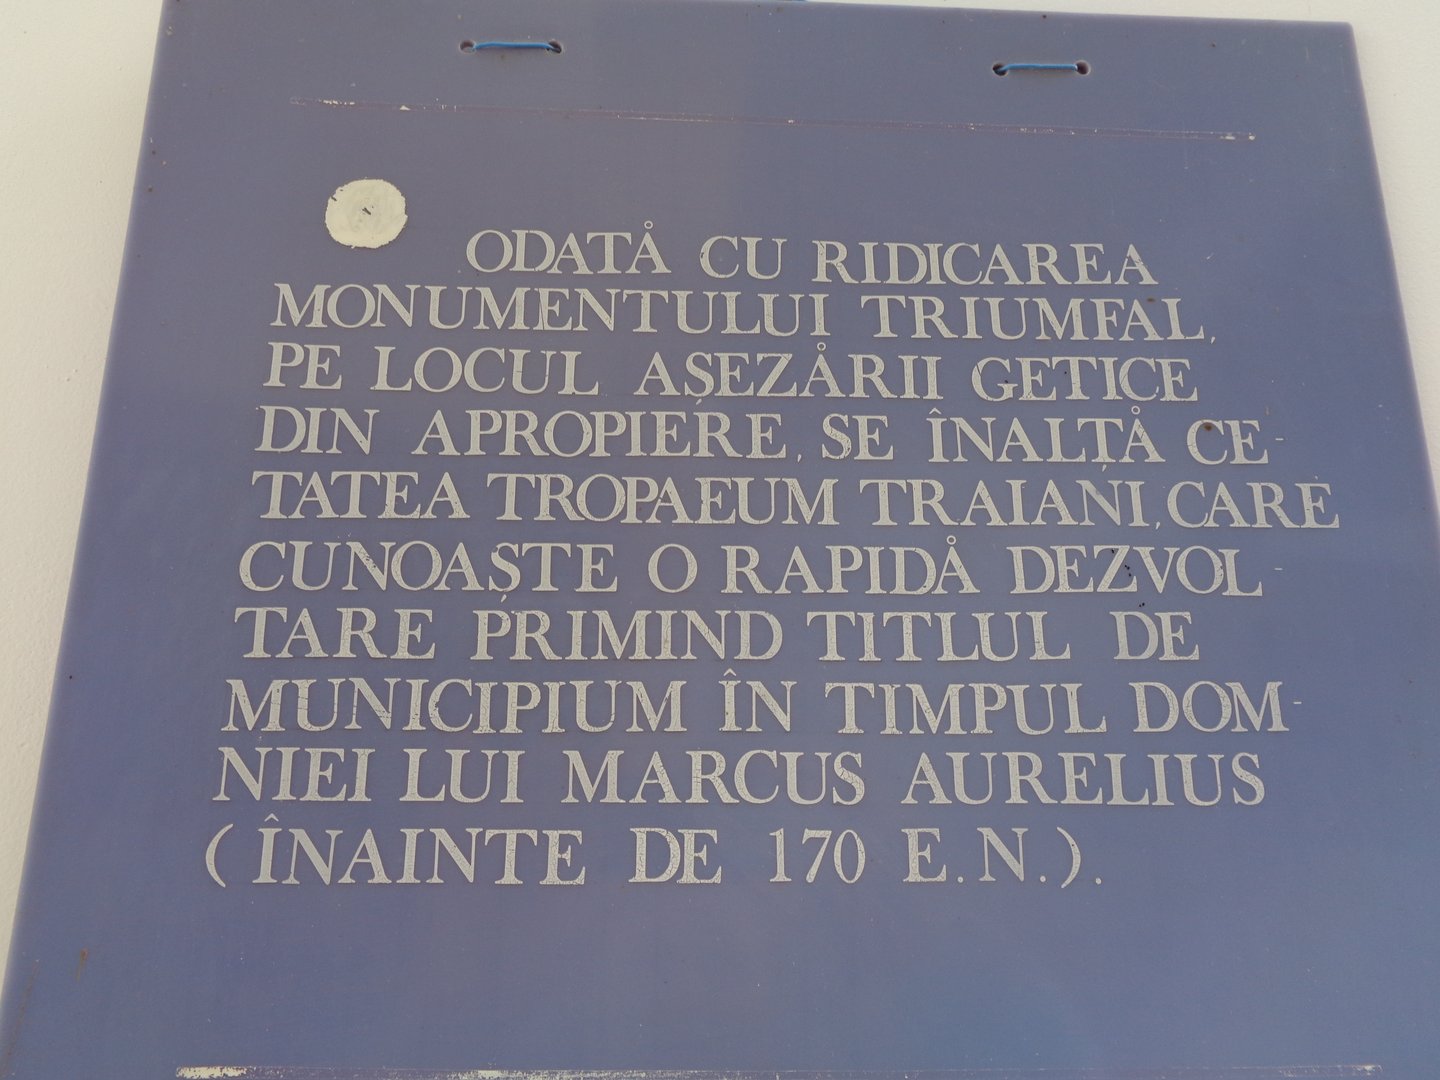 ODATĂ CU RIDICAREA
MONUMENTULUI TRIUMFAL,
PE LOCUL AȘEZĂRII GETICE
DIN APROPIERE, SE ÎNALȚĂ CE-
TATEA TROPAEUM TRAIANI, CARE
CUNOAȘTE O RAPIDĂ DEZVOL-
TARE PRIMIND TITLUL DE
MUNICIPIUM ÎN TIMPUL DOM-
NIEI LUI MARCUS AURELIUS
(ÎNAINTE DE 170 E.N.).